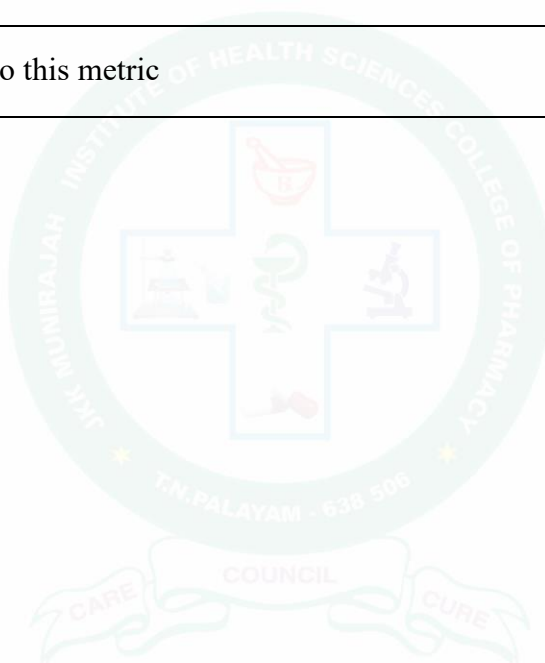 o this metric
JKK MUNIRAJAH INSTITUTE OF HEALTH SCIENCES COLLEGE OF PHARMACY
R
T.N.PALAYAM - 638 506
COUNCIL
CARE
CURE